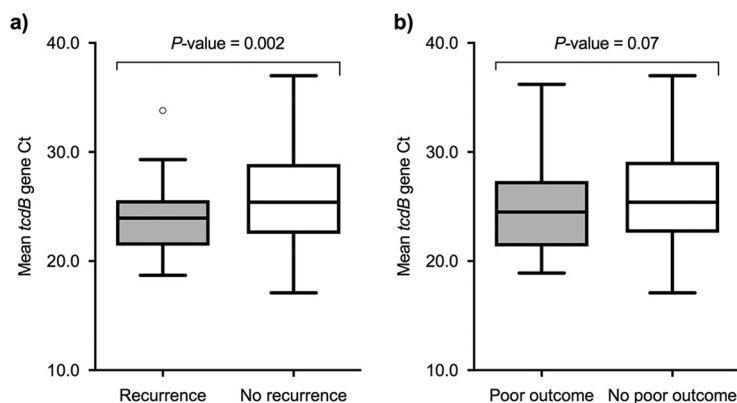 a)
P-value = 0.002
Mean tcdB gene Ct
40.0
30.0
20.0
10.0
Recurrence
No recurrence
b)
P-value = 0.07
Mean tcdB gene Ct
40.0
30.0
20.0
10.0
Poor outcome
No poor outcome